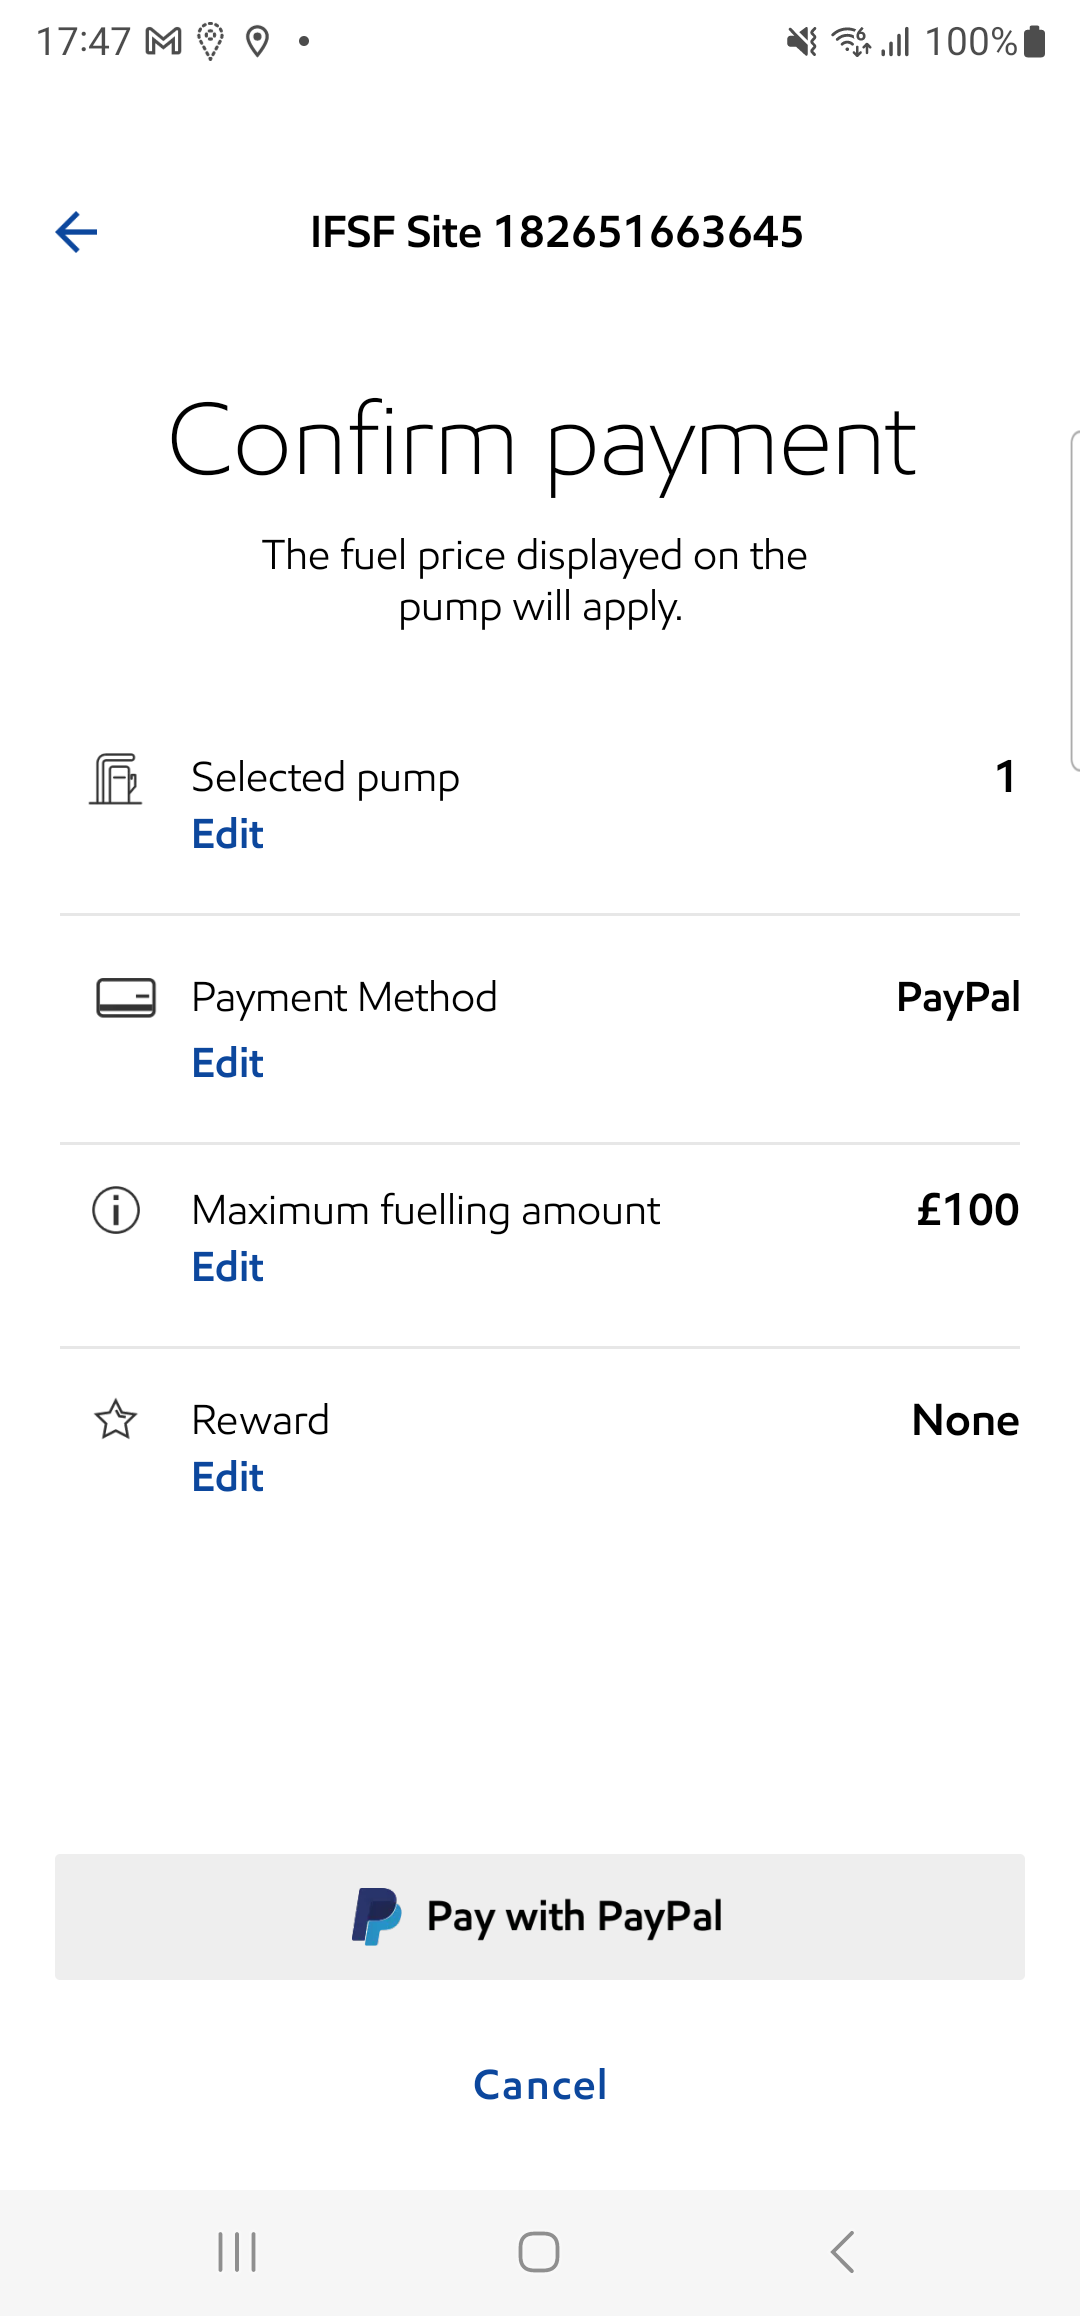 17:47
100%
IFSF Site 182651663645
Confirm payment
The fuel price displayed on the
pump will apply.
Selected pump 1
Edit
Payment Method PayPal
Edit
Maximum fuelling amount £100
Edit
Reward None
Edit
Pay with PayPal
Cancel